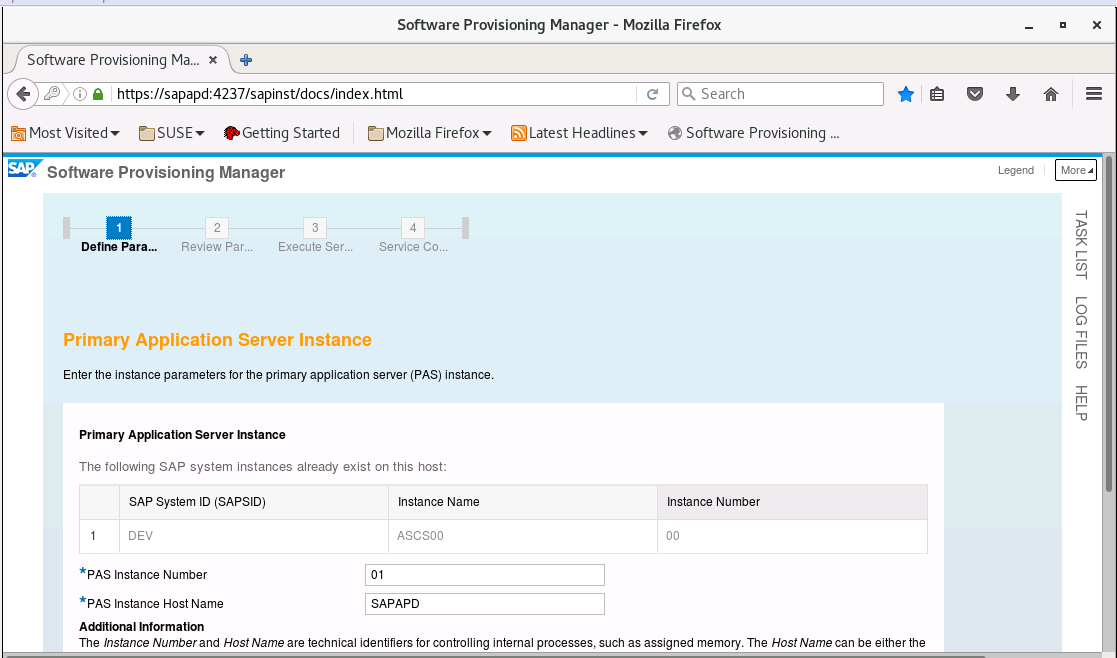 Software Provisioning Manager - Mozilla Firefox
Software Provisioning Ma...
https://sapapd:4237/sapinst/docs/index.html
Search
Most Visited
SUSE
Getting Started
Mozilla Firefox
Latest Headlines
Software Provisioning ...
SAP Software Provisioning Manager
Legend
More
1 2 3 4
Define Para... Review Par... Execute Ser... Service Co...
TASK LIST
LOG FILES
HELP
Primary Application Server Instance
Enter the instance parameters for the primary application server (PAS) instance.
Primary Application Server Instance
The following SAP system instances already exist on this host:
SAP System ID (SAPSID) Instance Name Instance Number
1 DEV ASCS00 00
*PAS Instance Number 01
*PAS Instance Host Name SAPAPD
Additional Information
The Instance Number and Host Name are technical identifiers for controlling internal processes, such as assigned memory. The Host Name can be either the